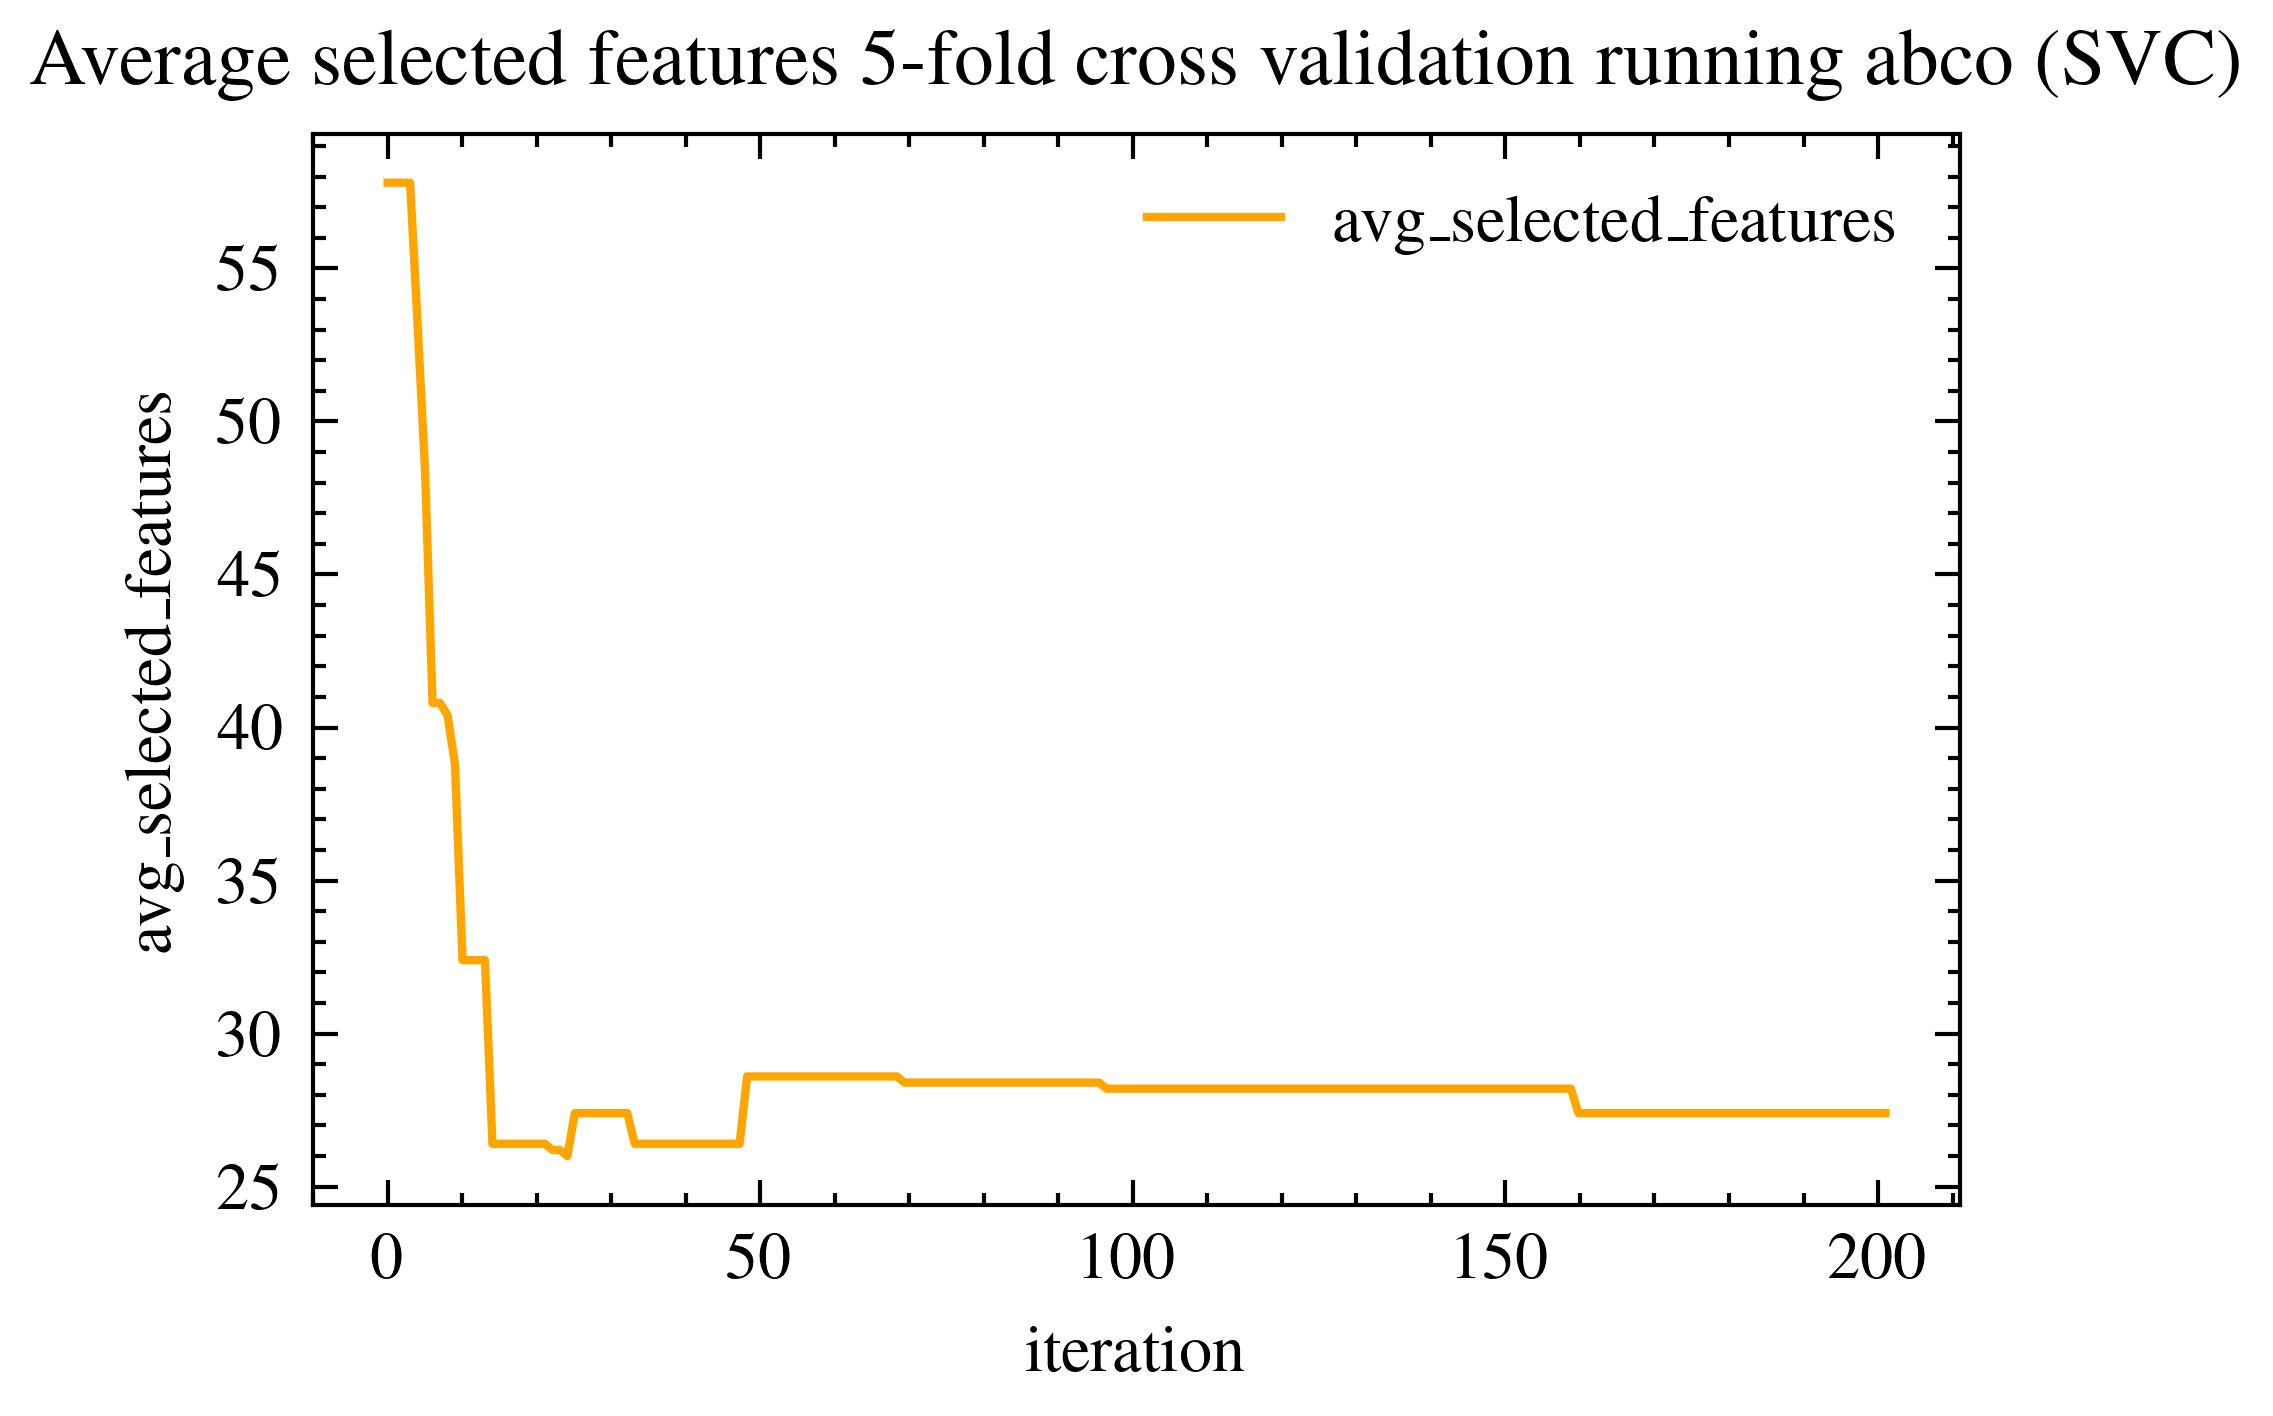 Average selected features 5-fold cross validation running abco (SVC)
avg_selected_features
55
50
45
40
35
30
25
avg_selected_features
0 50 100 150 200
iteration